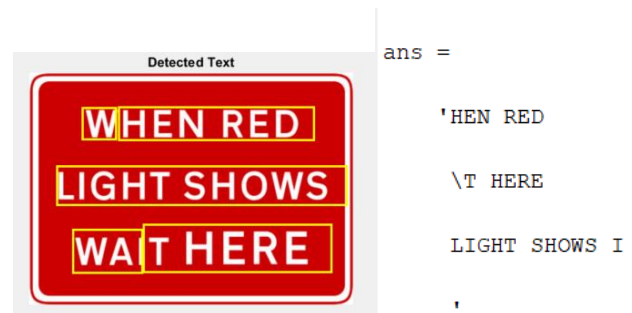 Detected Text
WHEN RED
LIGHT SHOWS
WAIT HERE
ans =
'HEN RED
\T HERE
LIGHT SHOWS I
'